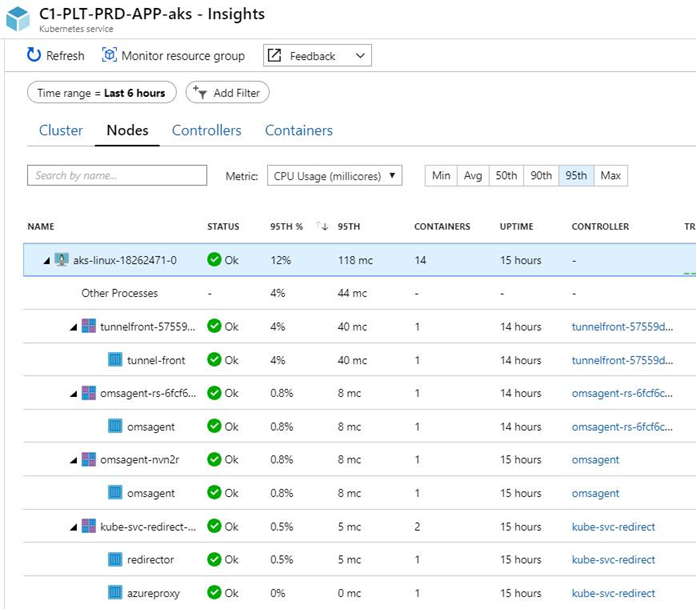 C1-PLT-PRD-APP-aks - Insights
Kubernetes service
Refresh Monitor resource group Feedback
Time range = Last 6 hours Add Filter
Cluster Nodes Controllers Containers
Search by name... Metric: CPU Usage (millicores) Min Avg 50th 90th 95th Max
NAME STATUS 95TH % 95TH CONTAINERS UPTIME CONTROLLER TR
aks-linux-18262471-0 Ok 12% 118 mc 14 15 hours -
Other Processes - 4% 44 mc - - -
tunnelfront-57559... Ok 4% 40 mc 1 14 hours tunnelfront-57559d...
tunnel-front Ok 4% 40 mc 1 14 hours tunnelfront-57559d...
omsagent-rs-6fcf6... Ok 0.8% 8 mc 1 14 hours omsagent-rs-6fcf6c...
omsagent Ok 0.8% 8 mc 1 14 hours omsagent-rs-6fcf6c...
omsagent-nvn2r Ok 0.8% 8 mc 1 15 hours omsagent
omsagent Ok 0.8% 8 mc 1 15 hours omsagent
kube-svc-redirect-... Ok 0.5% 5 mc 2 15 hours kube-svc-redirect
redirector Ok 0.5% 5 mc 1 15 hours kube-svc-redirect
azureproxy Ok 0% 0 mc 1 15 hours kube-svc-redirect